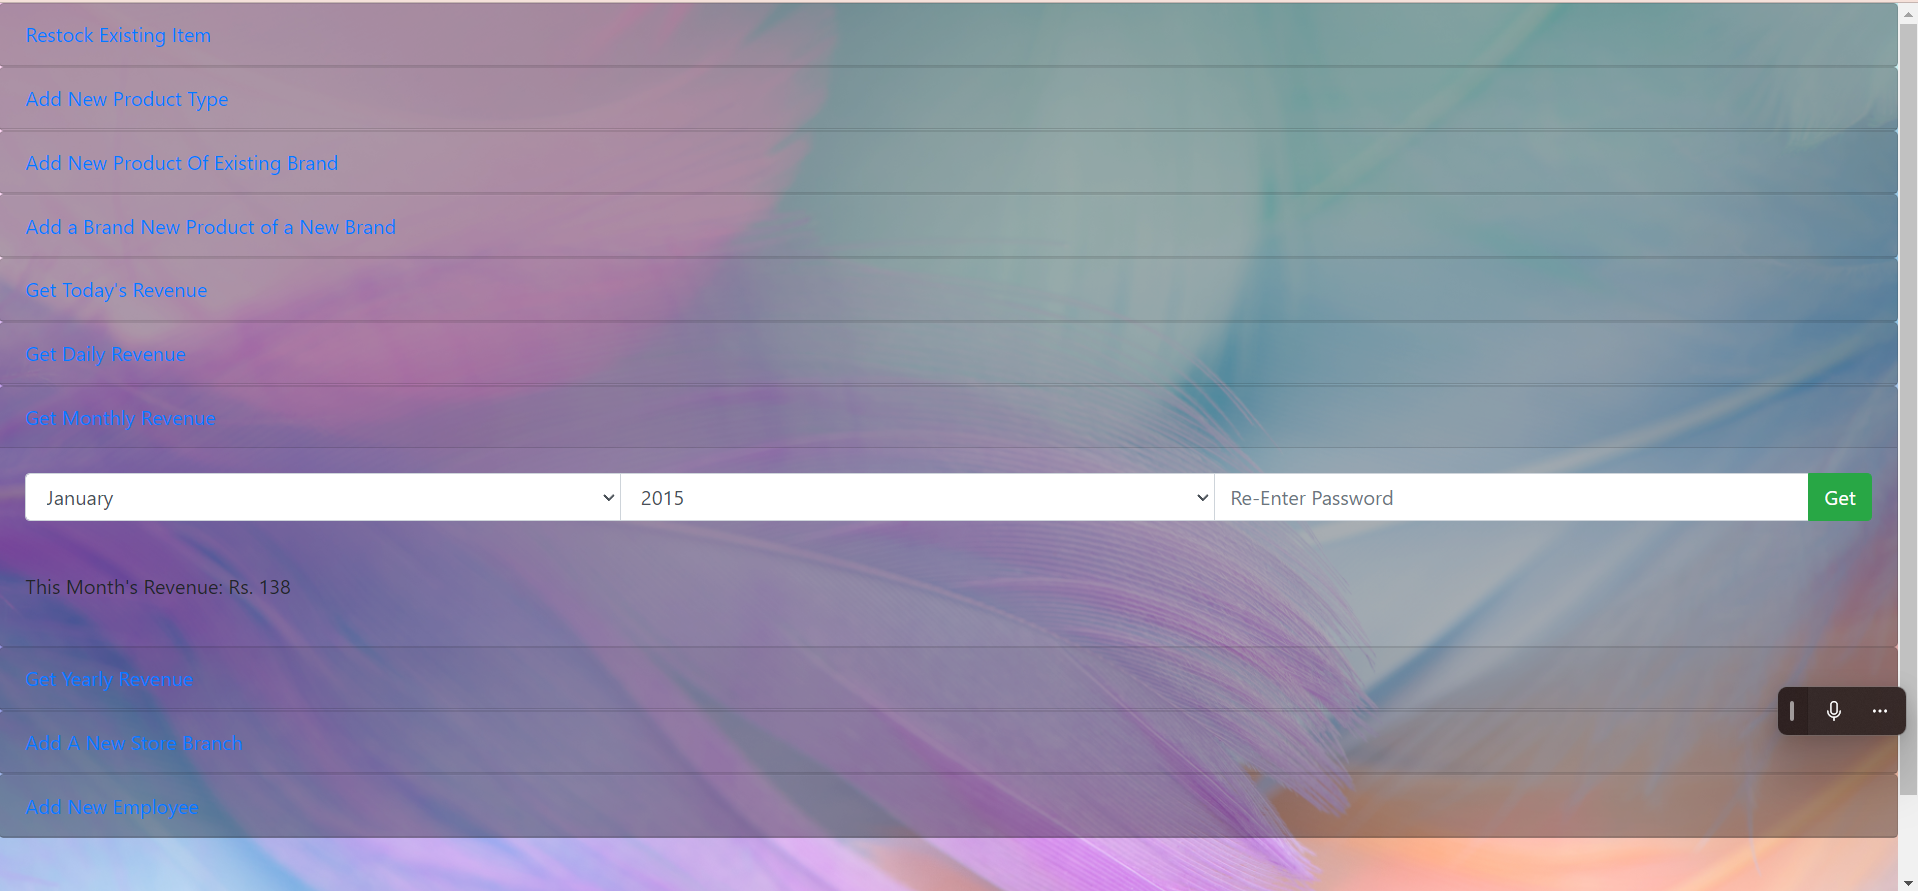 Restock Existing Item
Add New Product Type
Add New Product Of Existing Brand
Add a Brand New Product of a New Brand
Get Today's Revenue
Get Daily Revenue
Get Monthly Revenue
January 2015 Re-Enter Password Get
This Month's Revenue: Rs. 138
Get Yearly Revenue
Add A New Store Branch
Add New Employee